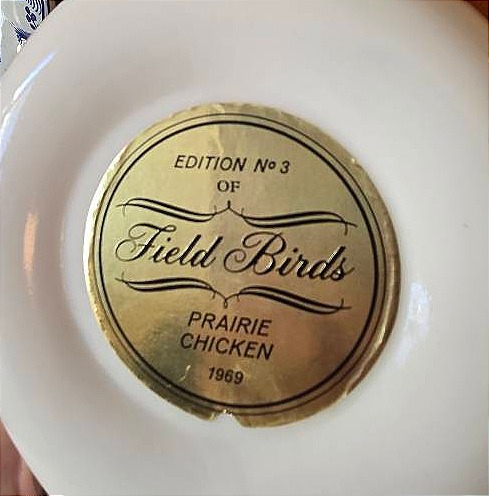 EDITION Nº 3
OF
Field Birds
PRAIRIE
CHICKEN
1969